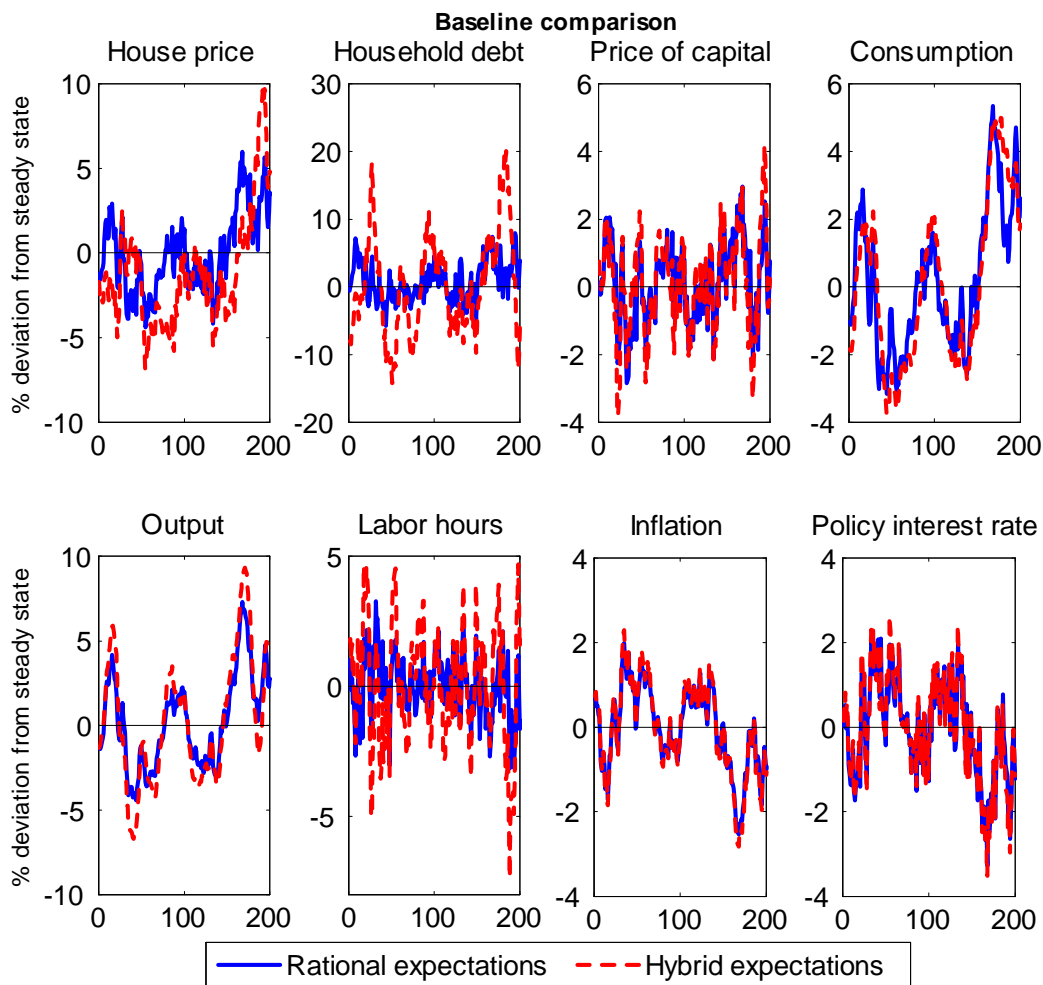 Baseline comparison
House price
Household debt
Price of capital
Consumption
% deviation from steady state
10
5
0
-5
-10
0 100 200
30
20
10
0
-10
-20
0 100 200
6
4
2
0
-2
-4
0 100 200
6
4
2
0
-2
-4
0 100 200
Output
Labor hours
Inflation
Policy interest rate
% deviation from steady state
10
5
0
-5
-10
0 100 200
5
0
-5
0 100 200
4
2
0
-2
-4
0 100 200
4
2
0
-2
-4
0 100 200
Rational expectations
Hybrid expectations